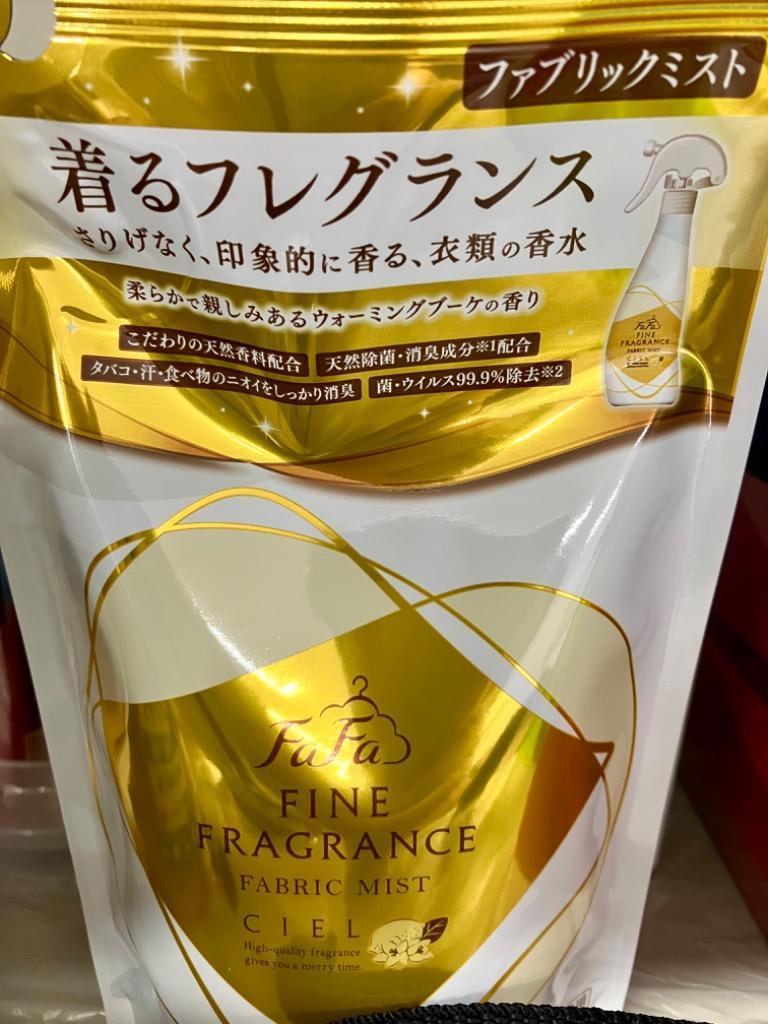 ファブリックミスト
着るフレグランス
さりげなく、印象的に香る、衣類の香水
柔らかで親しみあるウォーミングブーケの香り
こだわりの天然香料配合 天然除菌・消臭成分※1配合
タバコ・汗・食べ物のニオイをしっかり消臭 菌・ウイルス99.9%除去※2
FaFa
FINE
FRAGRANCE
FABRIC MIST
CIEL
FaFa
FINE
FRAGRANCE
FABRIC MIST
CIEL
High-quality fragrance
gives you a merry time.